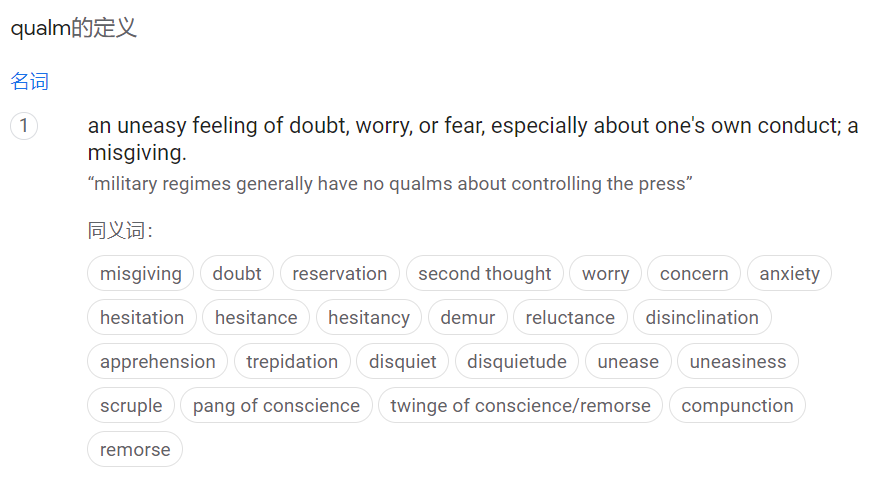 qualm的定义
名词
1 an uneasy feeling of doubt, worry, or fear, especially about one's own conduct; a
misgiving.
“military regimes generally have no qualms about controlling the press”
同义词：
misgiving doubt reservation second thought worry concern anxiety
hesitation hesitance hesitancy demur reluctance disinclination
apprehension trepidation disquiet disquietude unease uneasiness
scruple pang of conscience twinge of conscience/remorse compunction
remorse